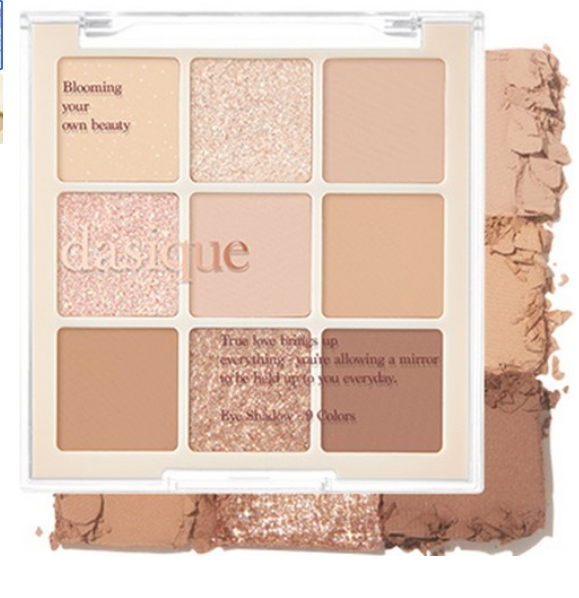 Blooming
your
own beauty
dasique
True love brings up
everything - you're allowing a mirror
to be held up to you everyday.
Eye Shadow - 9 Colors